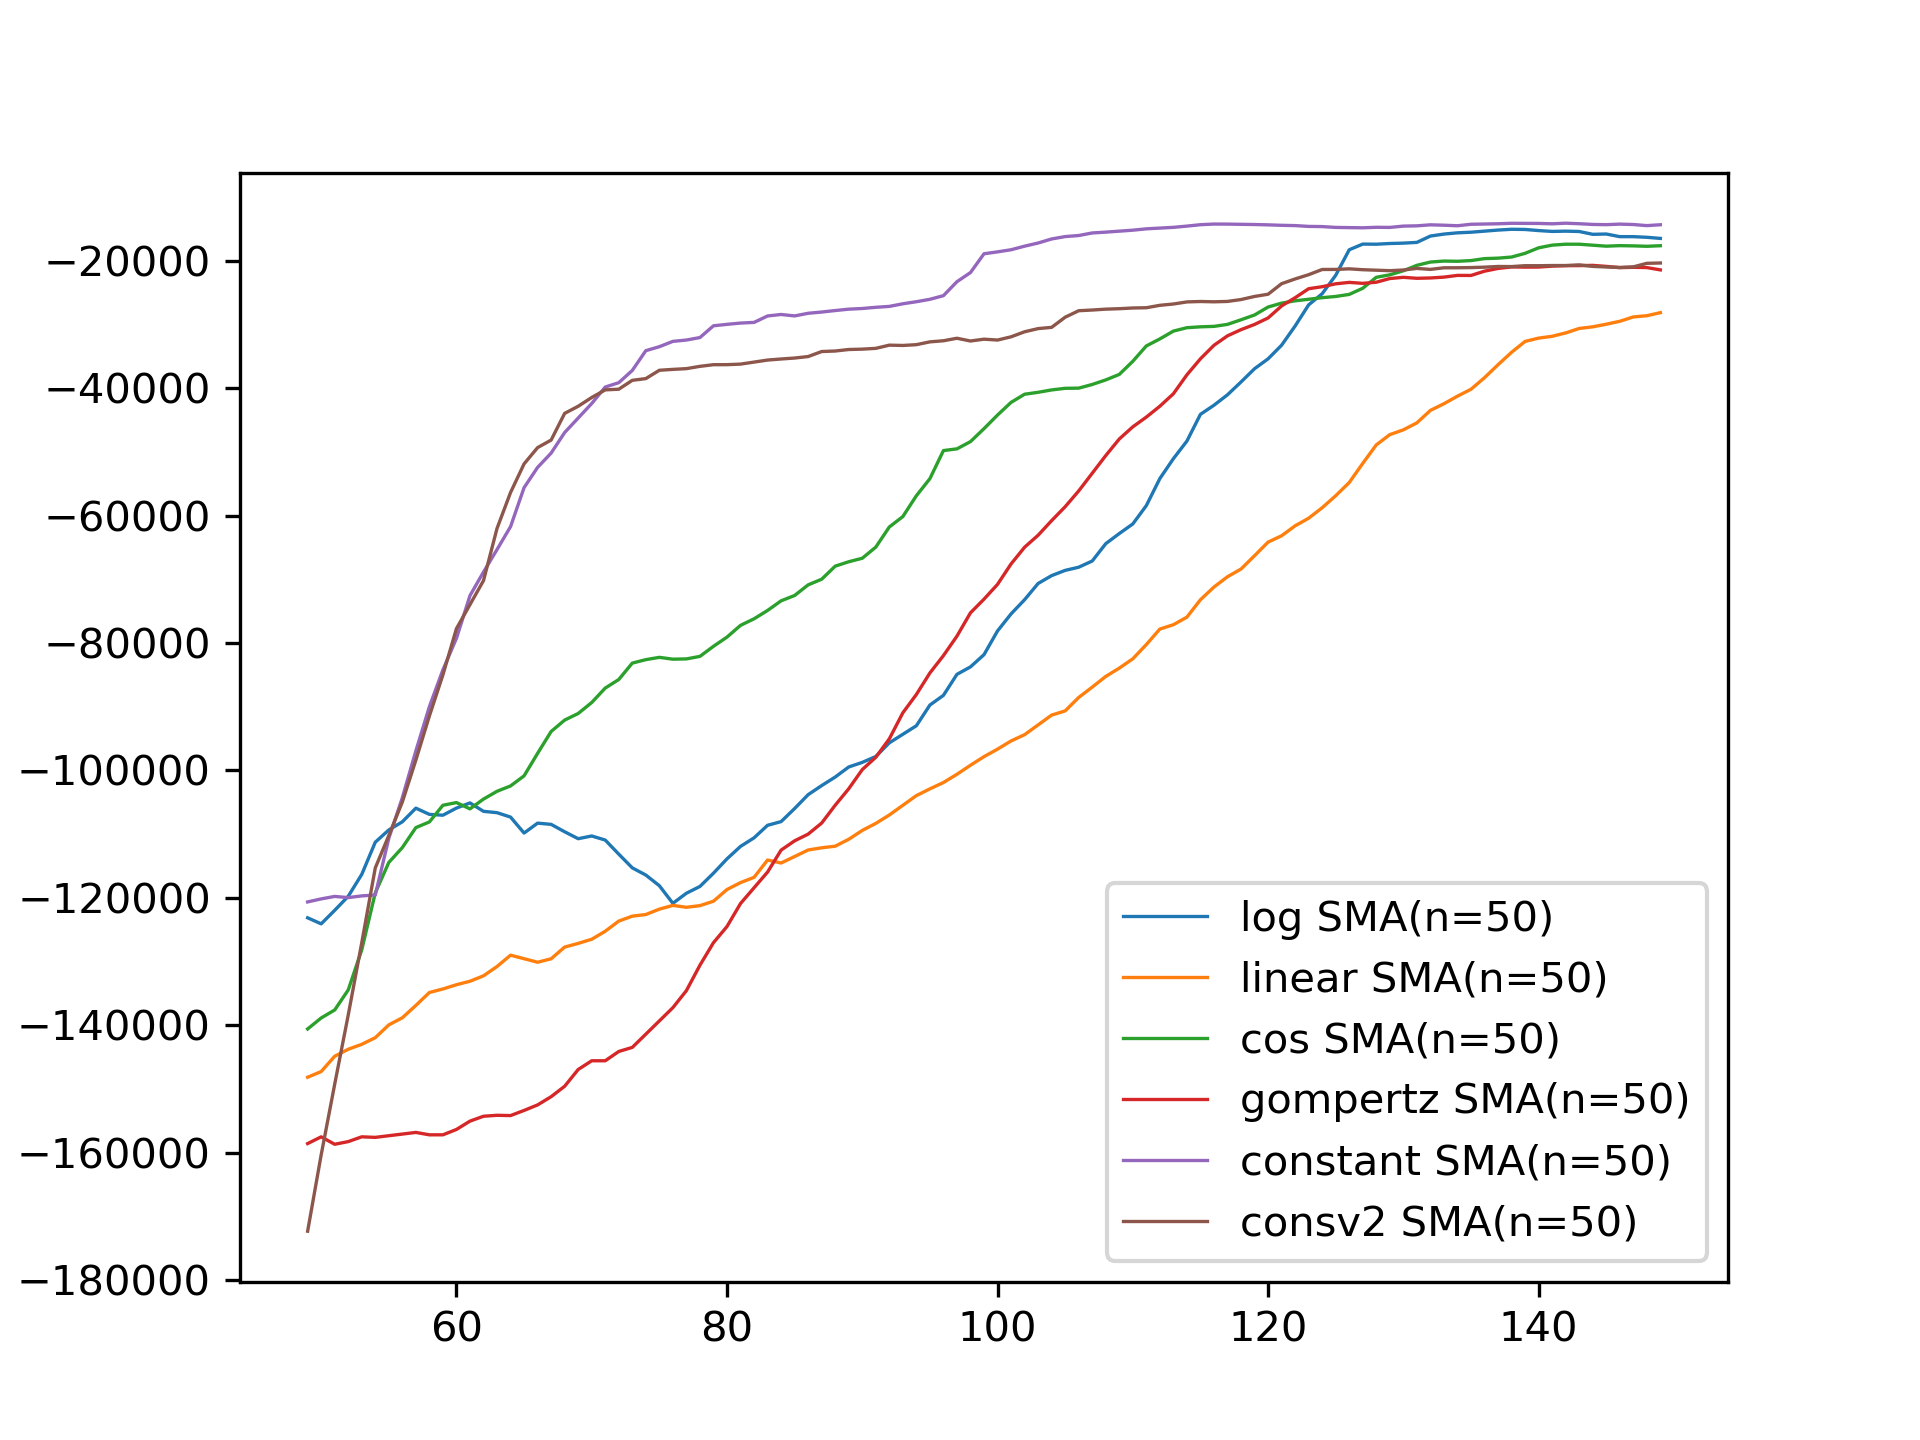 −20000
−40000
−60000
−80000
−100000
−120000
−140000
−160000
−180000
60 80 100 120 140
log SMA(n=50)
linear SMA(n=50)
cos SMA(n=50)
gompertz SMA(n=50)
constant SMA(n=50)
consv2 SMA(n=50)